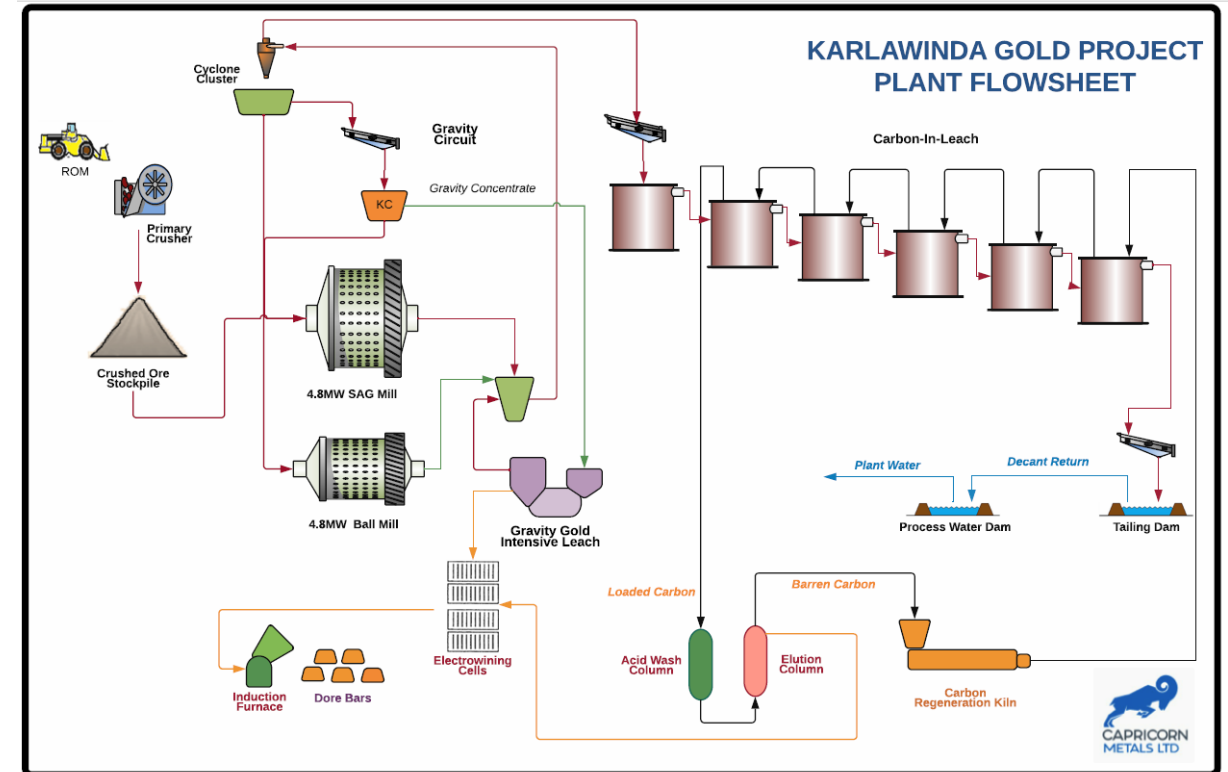 KARLAWINDA GOLD PROJECT
PLANT FLOWSHEET
Cyclone
Cluster
Gravity
Circuit
Carbon-In-Leach
ROM
KC
Gravity Concentrate
Primary
Crusher
Crushed Ore
Stockpile
4.8MW SAG Mill
4.8MW Ball Mill
Gravity Gold
Intensive Leach
Plant Water
Decant Return
Process Water Dam
Tailing Dam
Loaded Carbon
Barren Carbon
Electrowining
Cells
Acid Wash
Column
Elution
Column
Induction
Furnace
Dore Bars
Carbon
Regeneration Kiln
CAPRICORN
METALS LTD